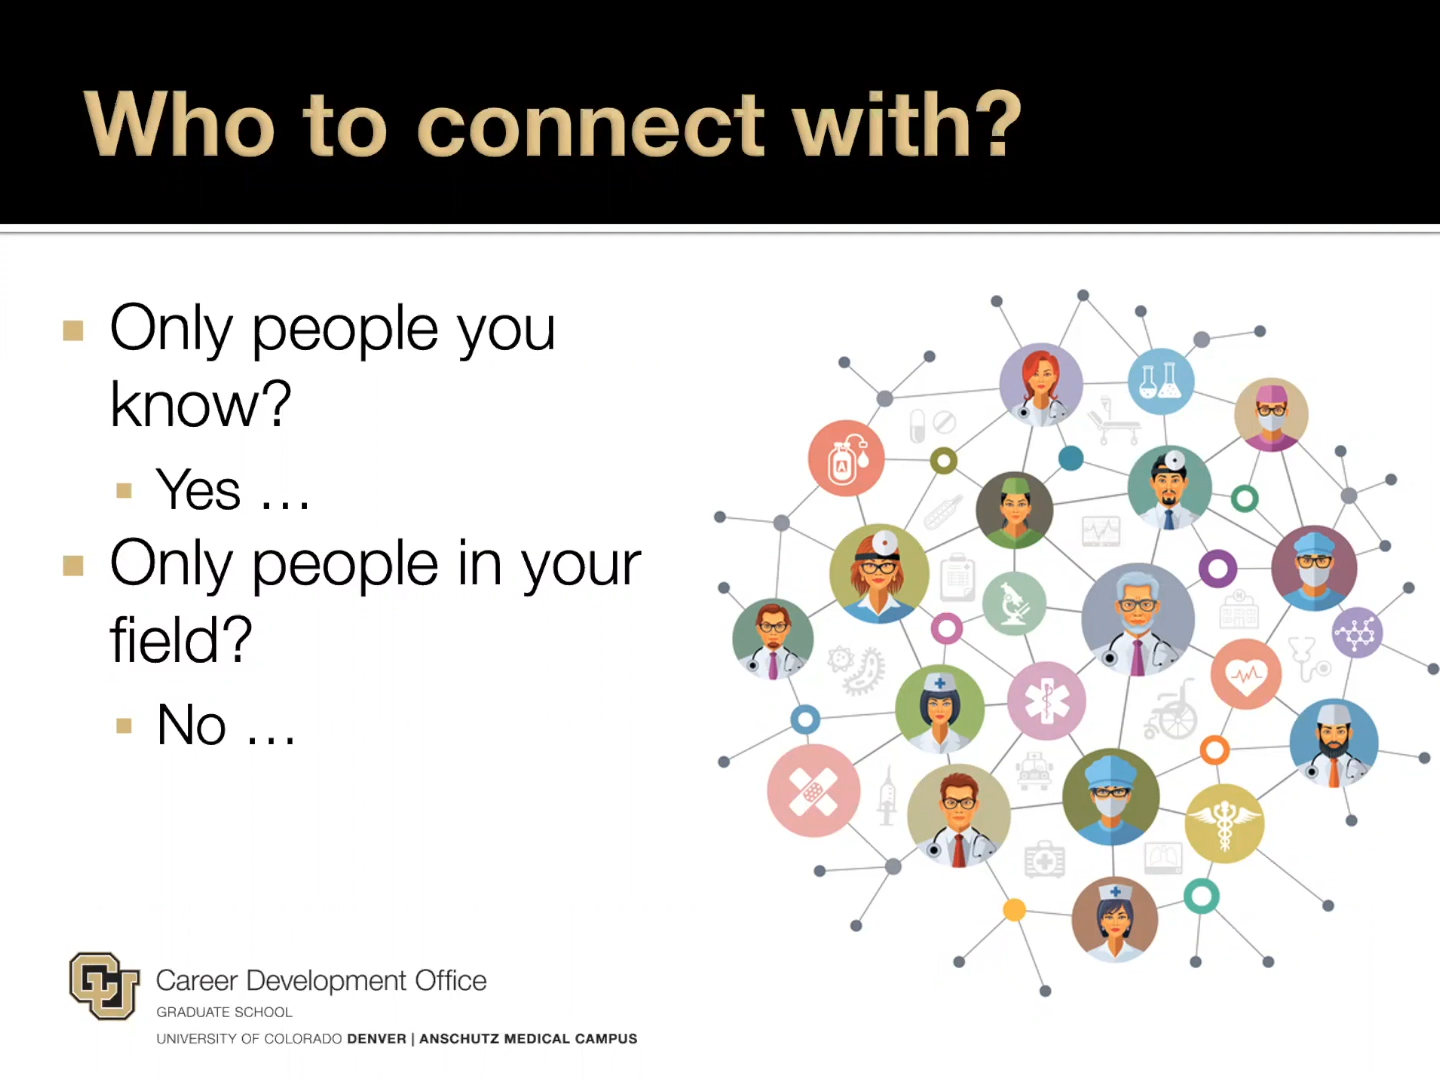 Who to connect with?
Only people you
know?
Yes …
Only people in your
field?
No …
A
H
CU
Career Development Office
GRADUATE SCHOOL
UNIVERSITY OF COLORADO DENVER | ANSCHUTZ MEDICAL CAMPUS